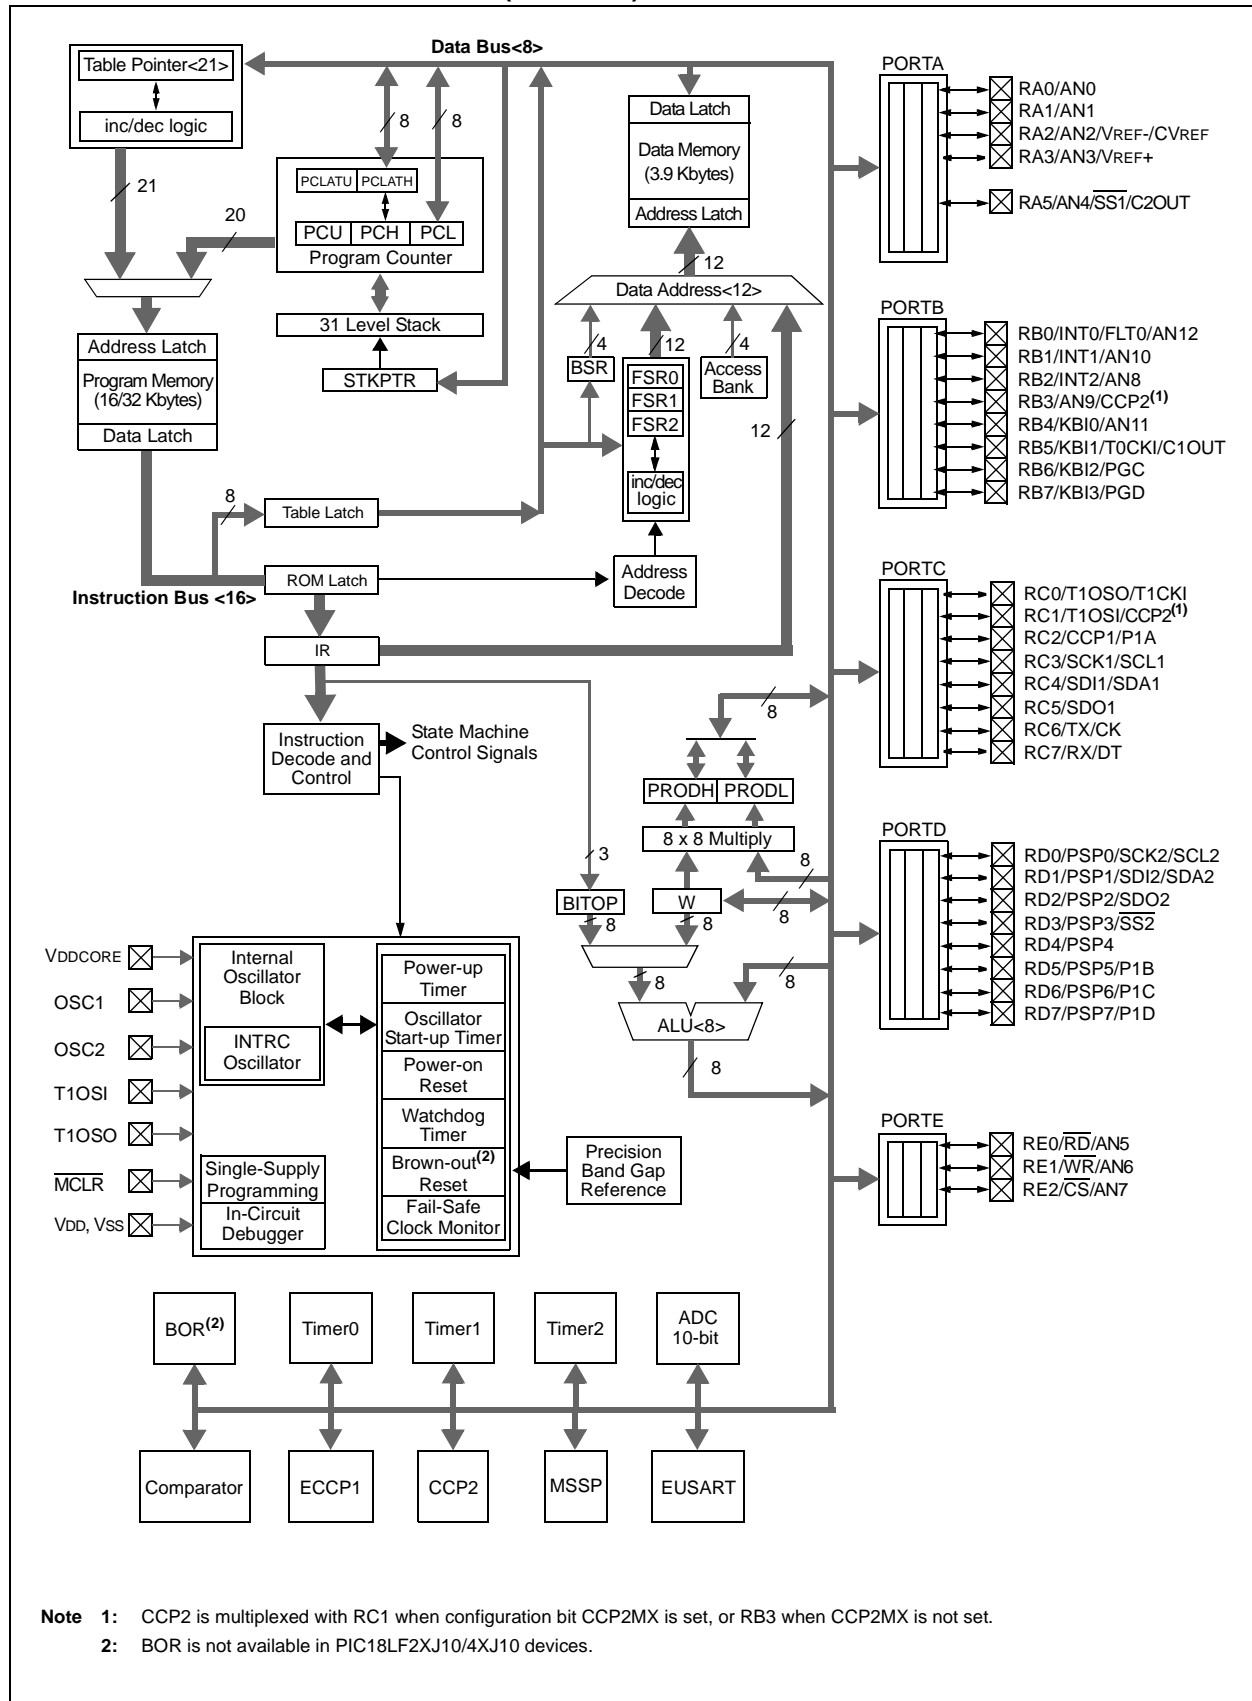 Data Bus<8>
Table Pointer<21>
inc/dec logic
21
20
8
8
PCLATU
PCLATH
PCU
PCH
PCL
Program Counter
31 Level Stack
STKPTR
Data Latch
Data Memory
(3.9 Kbytes)
Address Latch
12
Data Address<12>
4
12
4
BSR
FSR0
FSR1
FSR2
inc/dec
logic
Access
Bank
12
Address Latch
Program Memory
(16/32 Kbytes)
Data Latch
8
Table Latch
ROM Latch
Instruction Bus <16>
Address
Decode
IR
Instruction
Decode and
Control
State Machine
Control Signals
8
PRODH
PRODL
8 x 8 Multiply
3
8
BITOP
W
8
8
8
8
8
ALU<8>
8
VDDCORE
OSC1
OSC2
T1OSI
T1OSO
MCLR
VDD, VSS
Internal
Oscillator
Block
INTRC
Oscillator
Single-Supply
Programming
In-Circuit
Debugger
Power-up
Timer
Oscillator
Start-up Timer
Power-on
Reset
Watchdog
Timer
Brown-out(2)
Reset
Fail-Safe
Clock Monitor
Precision
Band Gap
Reference
PORTA
RA0/AN0
RA1/AN1
RA2/AN2/VREF-/CVREF
RA3/AN3/VREF+
RA5/AN4/SS1/C2OUT
PORTB
RB0/INT0/FLT0/AN12
RB1/INT1/AN10
RB2/INT2/AN8
RB3/AN9/CCP2(1)
RB4/KBI0/AN11
RB5/KBI1/T0CKI/C1OUT
RB6/KBI2/PGC
RB7/KBI3/PGD
PORTC
RC0/T1OSO/T1CKI
RC1/T1OSI/CCP2(1)
RC2/CCP1/P1A
RC3/SCK1/SCL1
RC4/SDI1/SDA1
RC5/SDO1
RC6/TX/CK
RC7/RX/DT
PORTD
RD0/PSP0/SCK2/SCL2
RD1/PSP1/SDI2/SDA2
RD2/PSP2/SDO2
RD3/PSP3/SS2
RD4/PSP4
RD5/PSP5/P1B
RD6/PSP6/P1C
RD7/PSP7/P1D
PORTE
RE0/RD/AN5
RE1/WR/AN6
RE2/CS/AN7
BOR(2)
Timer0
Timer1
Timer2
ADC
10-bit
Comparator
ECCP1
CCP2
MSSP
EUSART
Note 1: CCP2 is multiplexed with RC1 when configuration bit CCP2MX is set, or RB3 when CCP2MX is not set.
2: BOR is not available in PIC18LF2XJ10/4XJ10 devices.